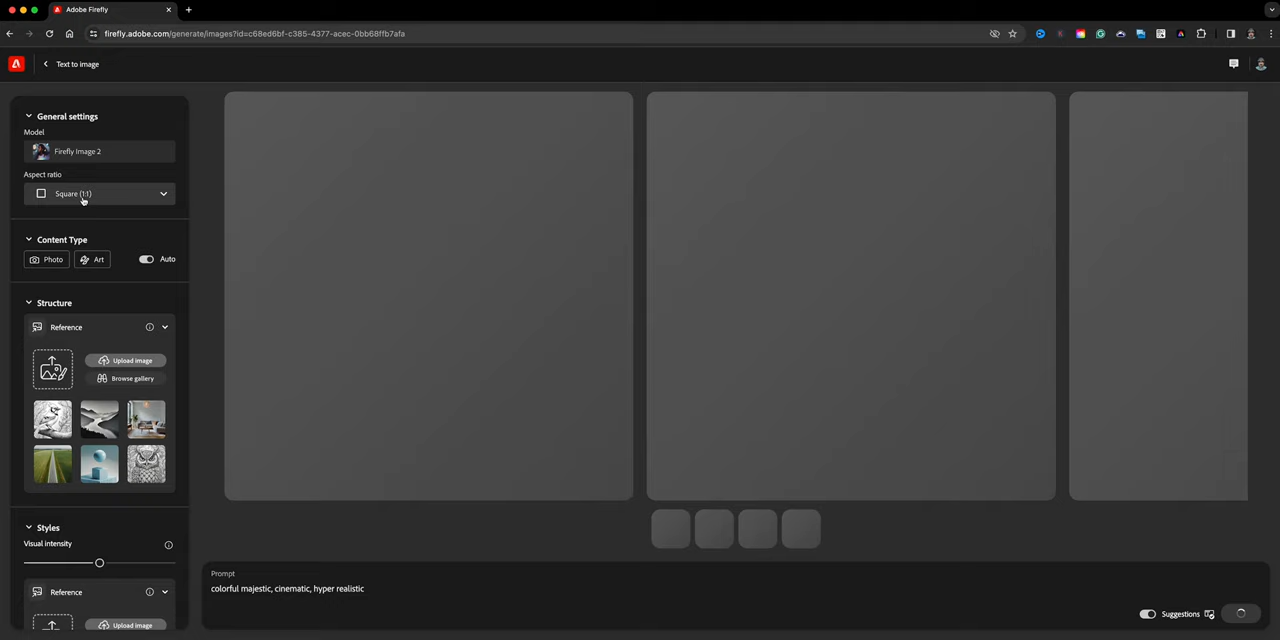 Adobe Firefly
firefly.adobe.com/generate/images?id=c68ed6bf-c385-4377-acec-0bb68ffb7afa
Text to image
General settings
Model
Firefly Image 2
Aspect ratio
Square (1:1)
Content Type
Photo
Art
Auto
Structure
Reference
Upload image
Browse gallery
Styles
Visual intensity
Reference
Upload image
Prompt
colorful majestic, cinematic, hyper realistic
Suggestions